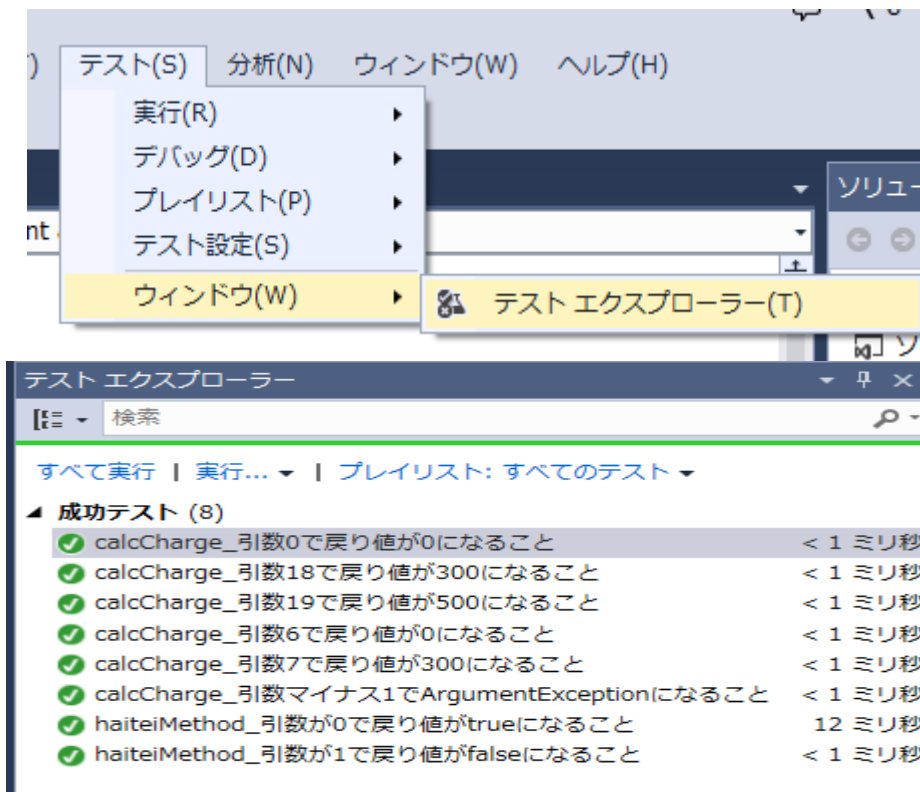 テスト(S) 分析(N) ウィンドウ(W) ヘルプ(H)
実行(R)
デバッグ(D)
プレイリスト(P)
テスト設定(S)
ウィンドウ(W)
テスト エクスプローラー(T)
ソリュー
nt
ソ
テスト エクスプローラー
検索
すべて実行 | 実行... | プレイリスト: すべてのテスト
成功テスト (8)
calcCharge_引数0で戻り値が0になること < 1 ミリ秒
calcCharge_引数18で戻り値が300になること < 1 ミリ秒
calcCharge_引数19で戻り値が500になること < 1 ミリ秒
calcCharge_引数6で戻り値が0になること < 1 ミリ秒
calcCharge_引数7で戻り値が300になること < 1 ミリ秒
calcCharge_引数マイナス1でArgumentExceptionになること < 1 ミリ秒
haiteiMethod_引数が0で戻り値がtrueになること 12 ミリ秒
haiteiMethod_引数が1で戻り値がfalseになること < 1 ミリ秒